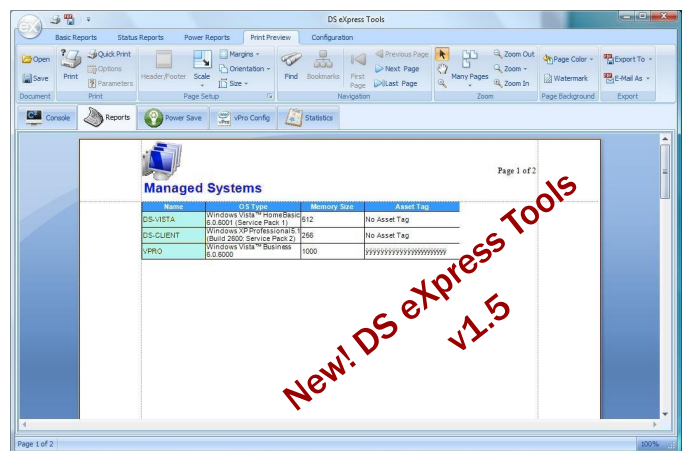 DS eXpress Tools
Basic Reports Status Reports Power Reports Print Preview Configuration
Open Save
Document
Print Quick Print Options Parameters
Print
Header/Footer Scale Margins Orientation Size
Page Setup
Find Bookmarks First Page Previous Page Next Page Last Page
Navigation
Many Pages Zoom Out Zoom Zoom In
Zoom
Page Color Watermark
Page Background
Export To E-Mail As
Export
Console Reports Power Save vPro Config Statistics
Page 1 of 2
Managed Systems
Name OS Type Memory Size Asset Tag
DS-VISTA Windows Vista™ HomeBasic 6.0.6001 (Service Pack 1) 512 No Asset Tag
DS-CLIENT Windows XP Professional 5.1 (Build 2600: Service Pack 2) 256 No Asset Tag
VPRO Windows Vista™ Business 6.0.6000 1000
New! DS eXpress Tools
v1.5
Page 1 of 2
100%